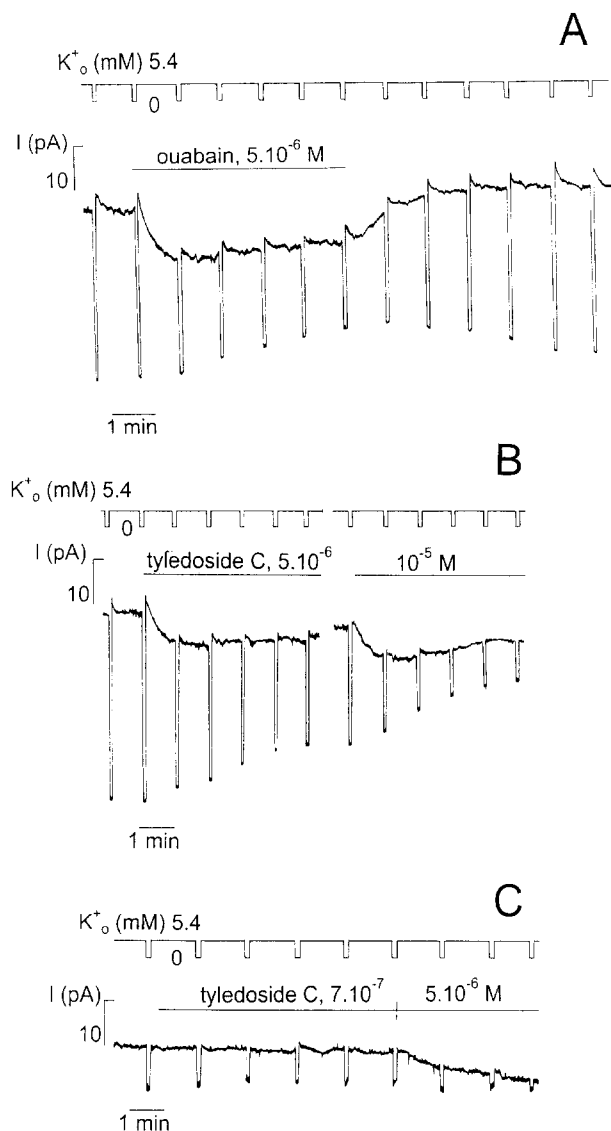 A
K⁺ₒ (mM) 5.4
0
I (pA)
10
ouabain, 5.10⁻⁶ M
1 min
B
K⁺ₒ (mM) 5.4
0
I (pA)
10
tyledoside C, 5.10⁻⁶
10⁻⁵ M
1 min
C
K⁺ₒ (mM) 5.4
0
I (pA)
10
tyledoside C, 7.10⁻⁷
5.10⁻⁶ M
1 min